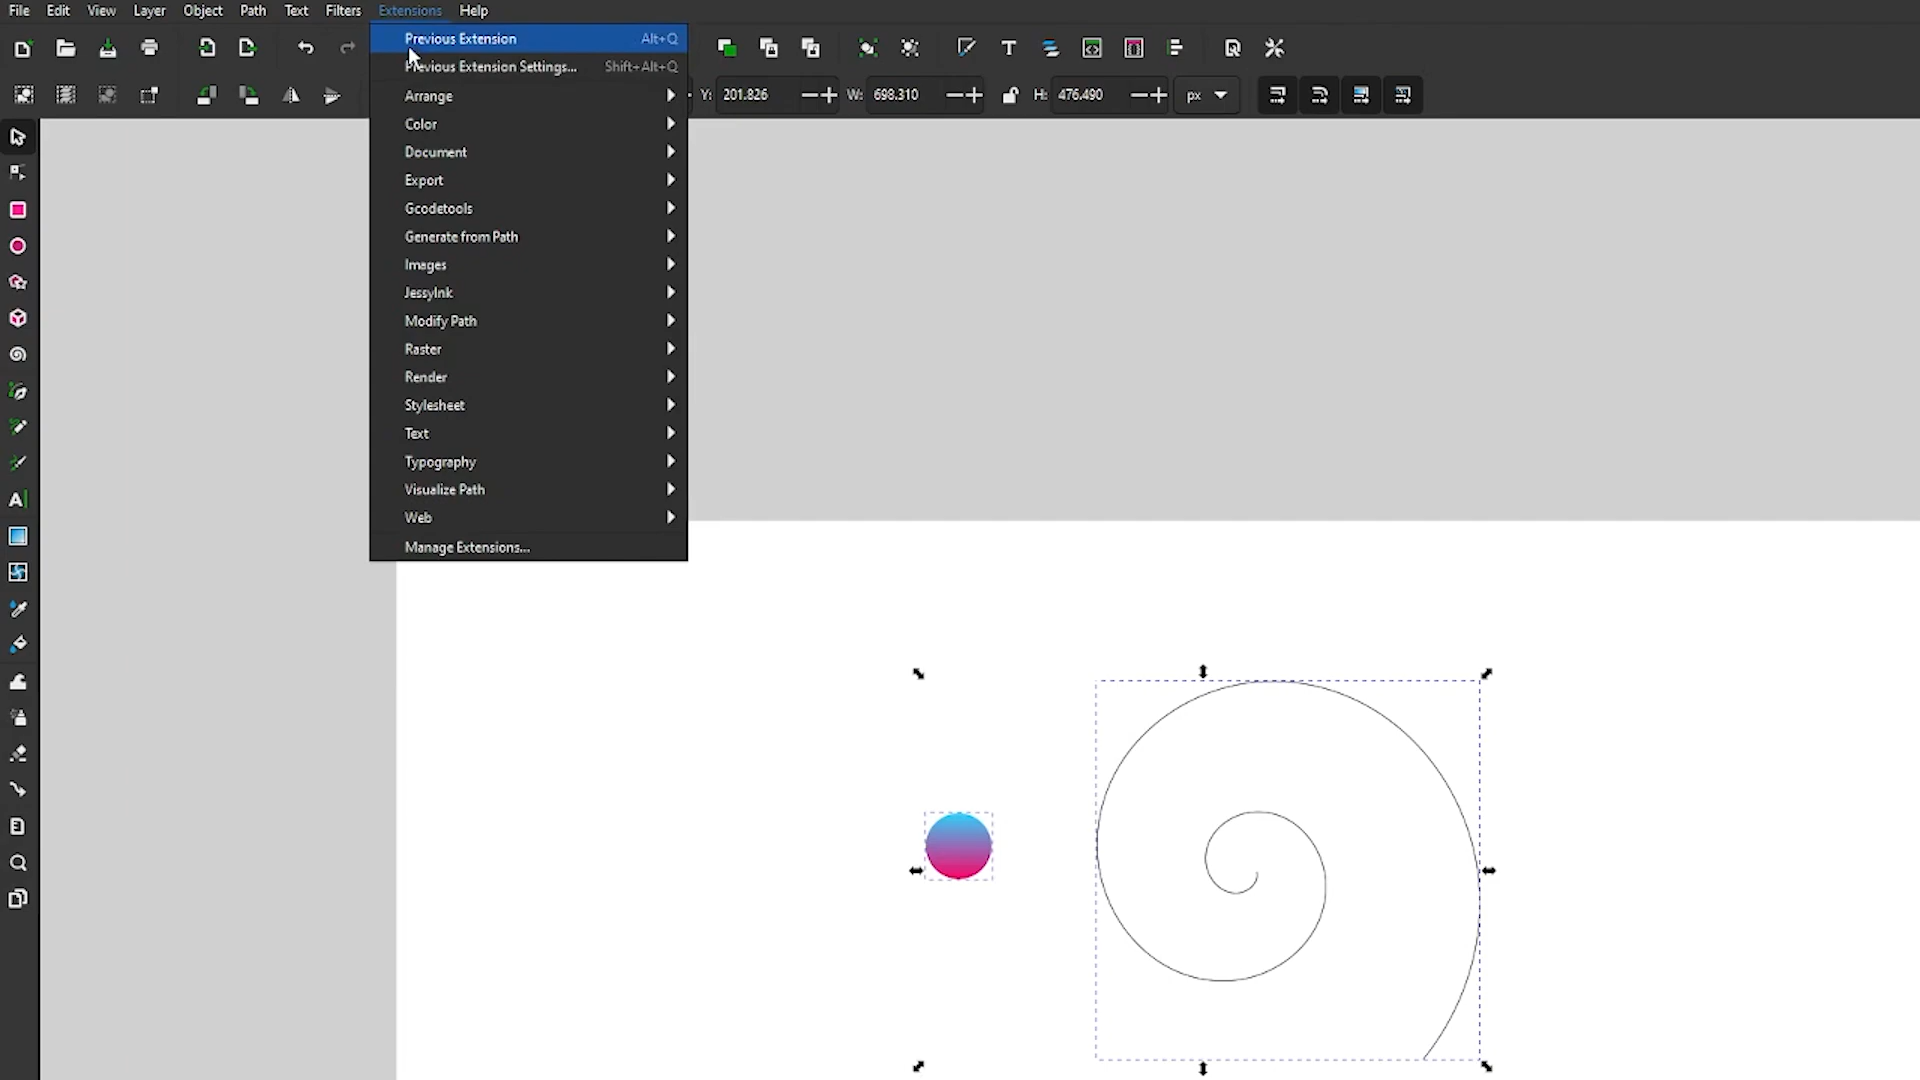 File Edit View Layer Object Path Text Filters Extensions Help
Previous Extension Alt+Q
Previous Extension Settings... Shift+Alt+Q
Y: 201.826 W: 698.310 H: 476.490 px
Arrange
Color
Document
Export
Gcodetools
Generate from Path
Images
JessyInk
Modify Path
Raster
Render
Stylesheet
Text
Typography
Visualize Path
Web
Manage Extensions...